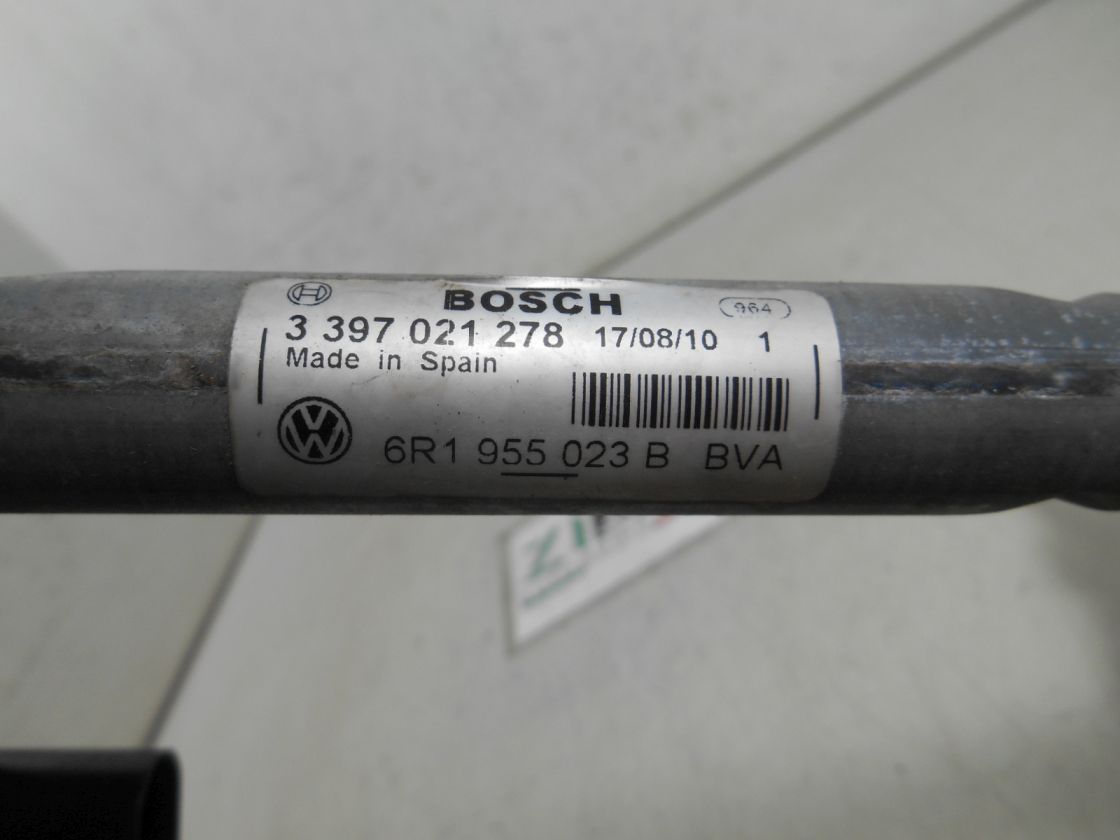 BOSCH 964
3 397 021 278 17/08/10 1
Made in Spain
6R1 955 023 B BVA